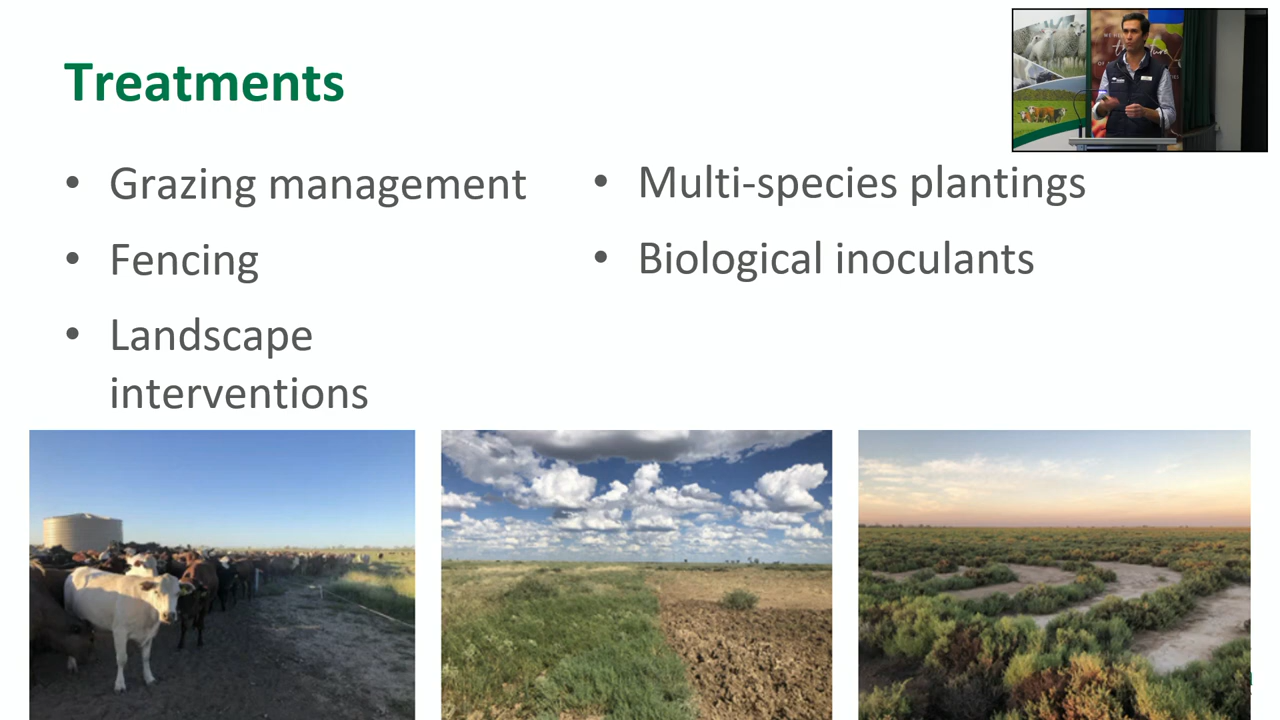 Treatments
• Grazing management
• Fencing
• Landscape
interventions
• Multi-species plantings
• Biological inoculants